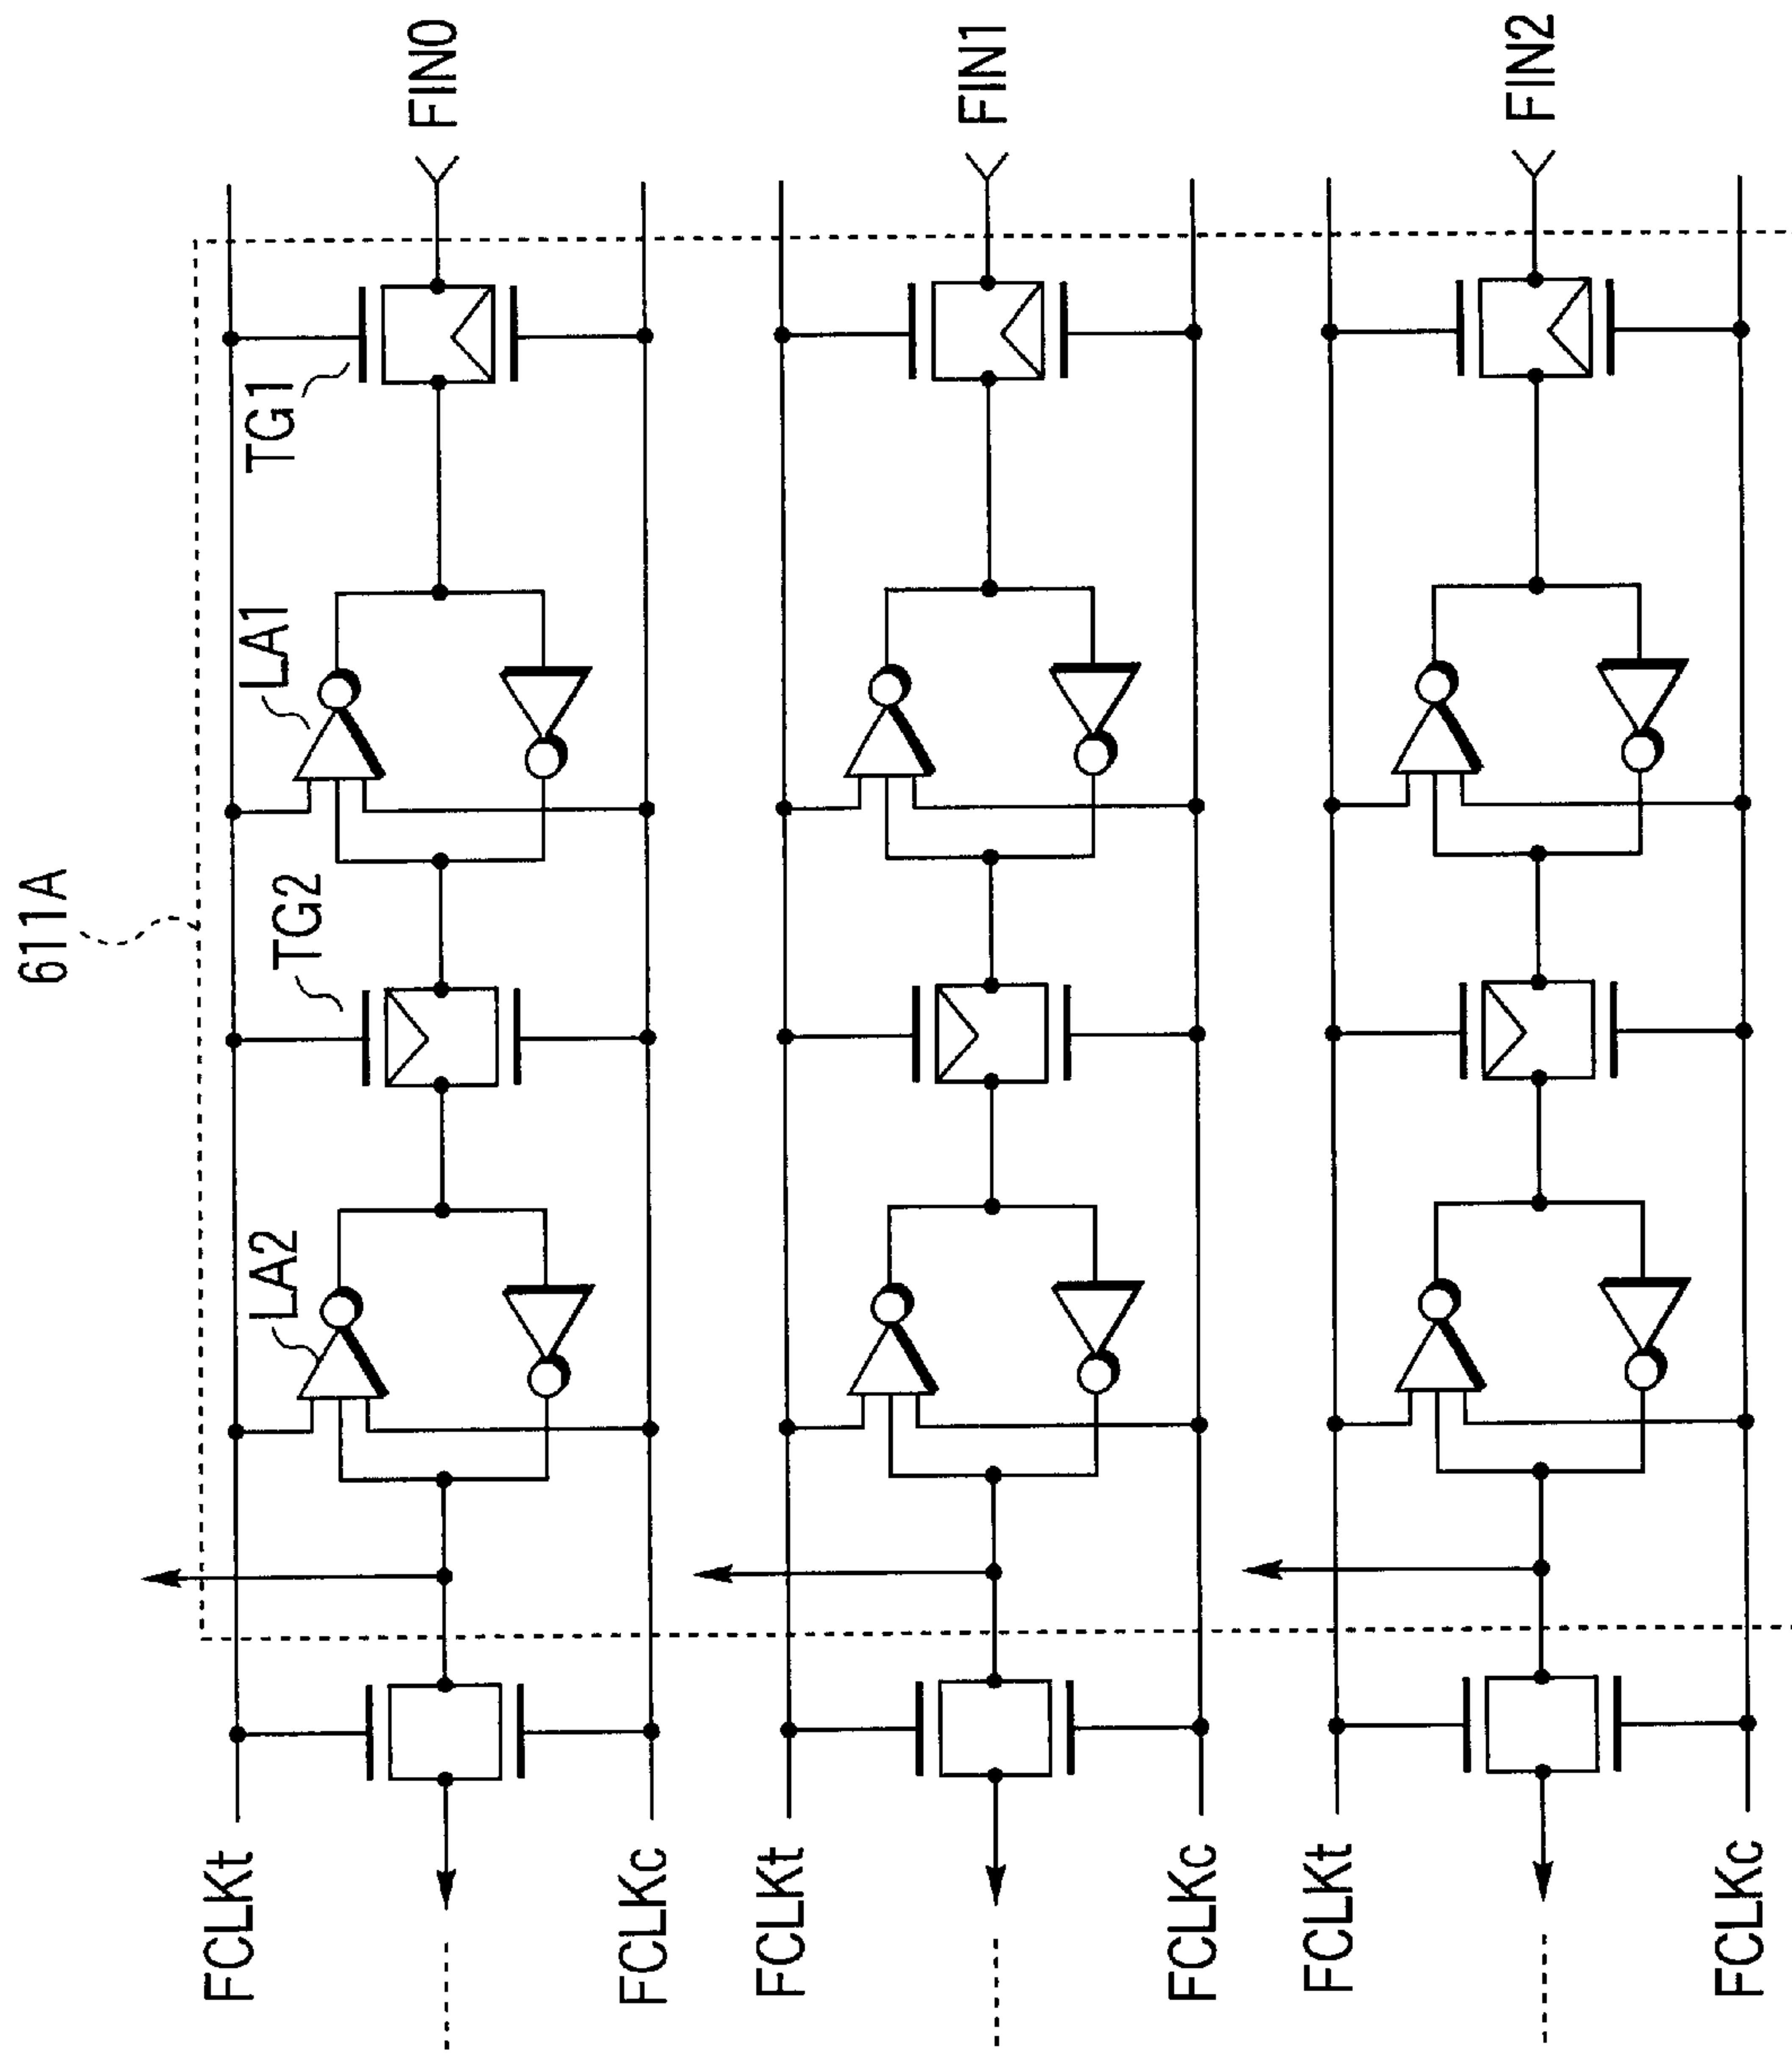 611A
FIN0
FIN1
FIN2
TG1
LA1
TG2
LA2
FCLKt
FCLKc
FCLKt
FCLKc
FCLKt
FCLKc